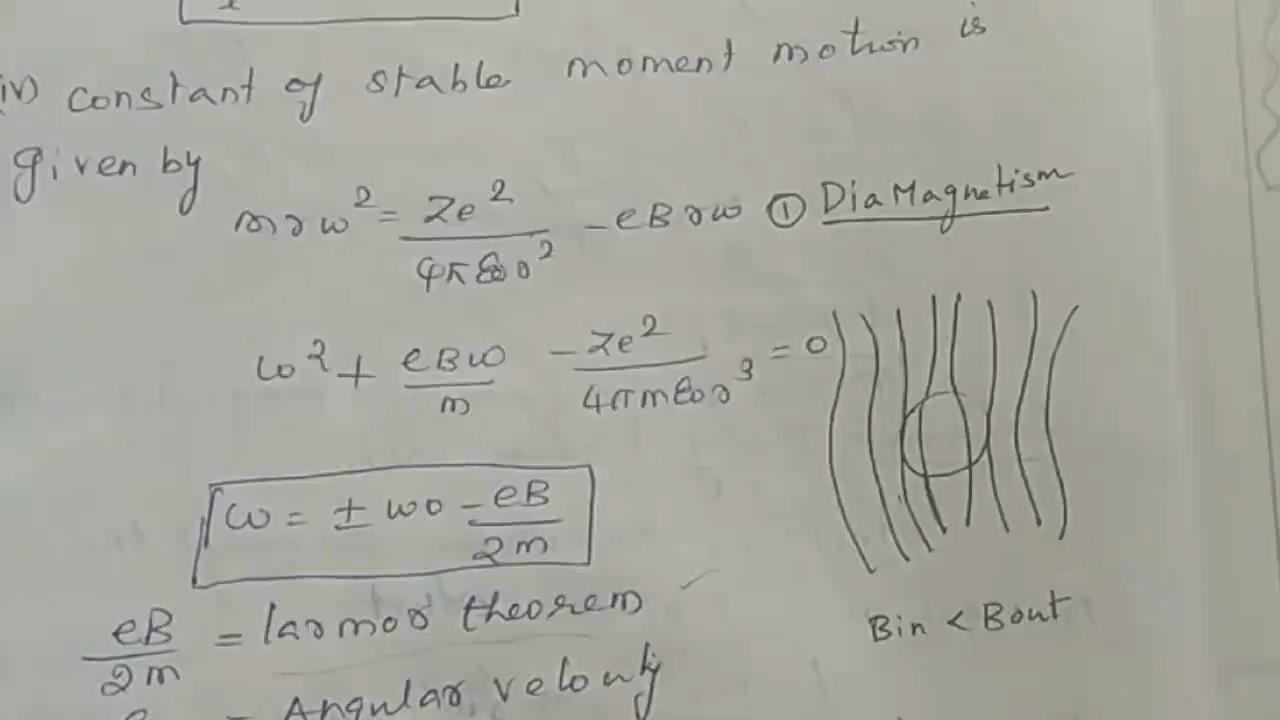 iv) constant of stable moment motion is
given by
mrω² = Ze² / 4πε₀r² - eBrω ① DiaMagnetism
ω² + eBω / m - Ze² / 4πmε₀r³ = 0
ω = ± ω₀ - eB / 2m
eB / 2m = larmor theorem
Bin < Bout
= Angular velocity